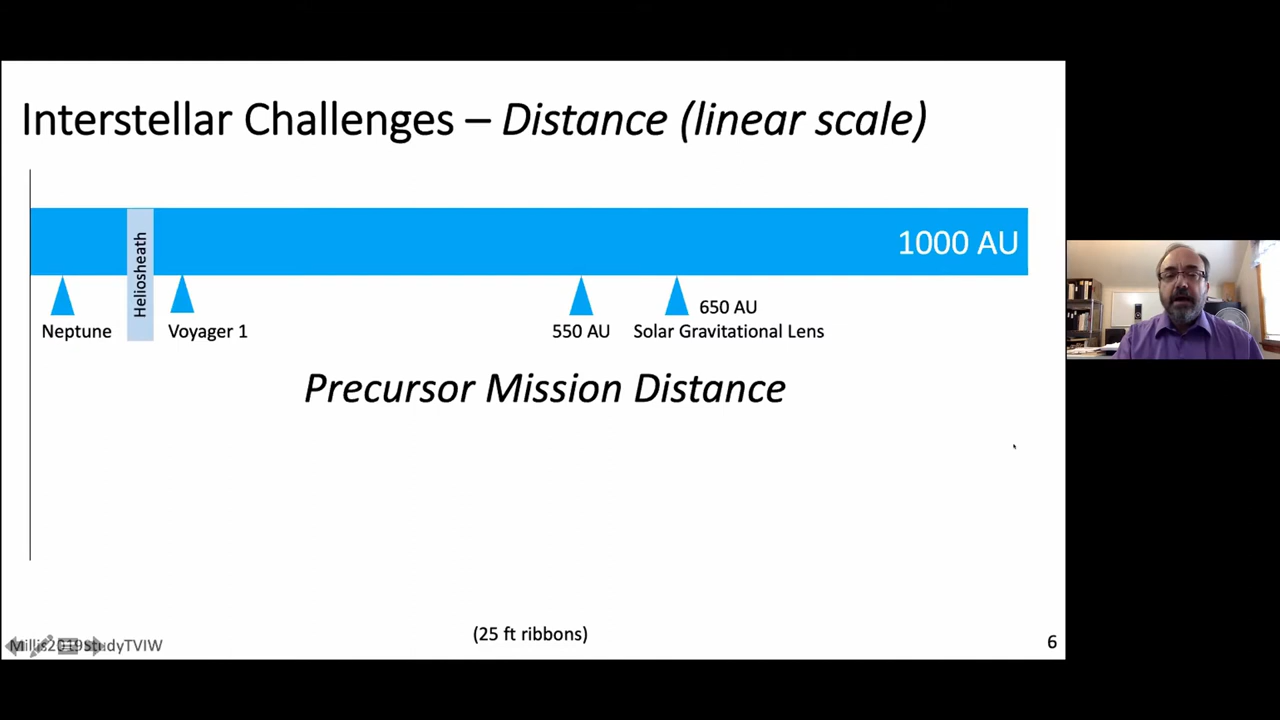 Interstellar Challenges – Distance (linear scale)
1000 AU
Heliosheath
Neptune
Voyager 1
550 AU
650 AU
Solar Gravitational Lens
Precursor Mission Distance
(25 ft ribbons)
Millis2019StudyTVIW
6